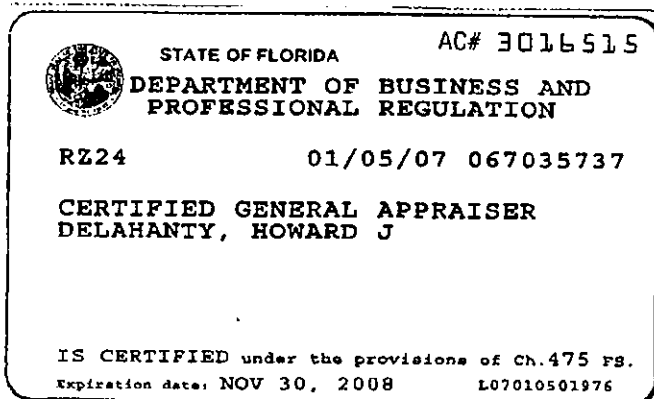 AC# 3016515
STATE OF FLORIDA
DEPARTMENT OF BUSINESS AND
PROFESSIONAL REGULATION
RZ24 01/05/07 067035737
CERTIFIED GENERAL APPRAISER
DELAHANTY, HOWARD J
IS CERTIFIED under the provisions of Ch.475 FS.
Expiration date: NOV 30, 2008 L07010501976